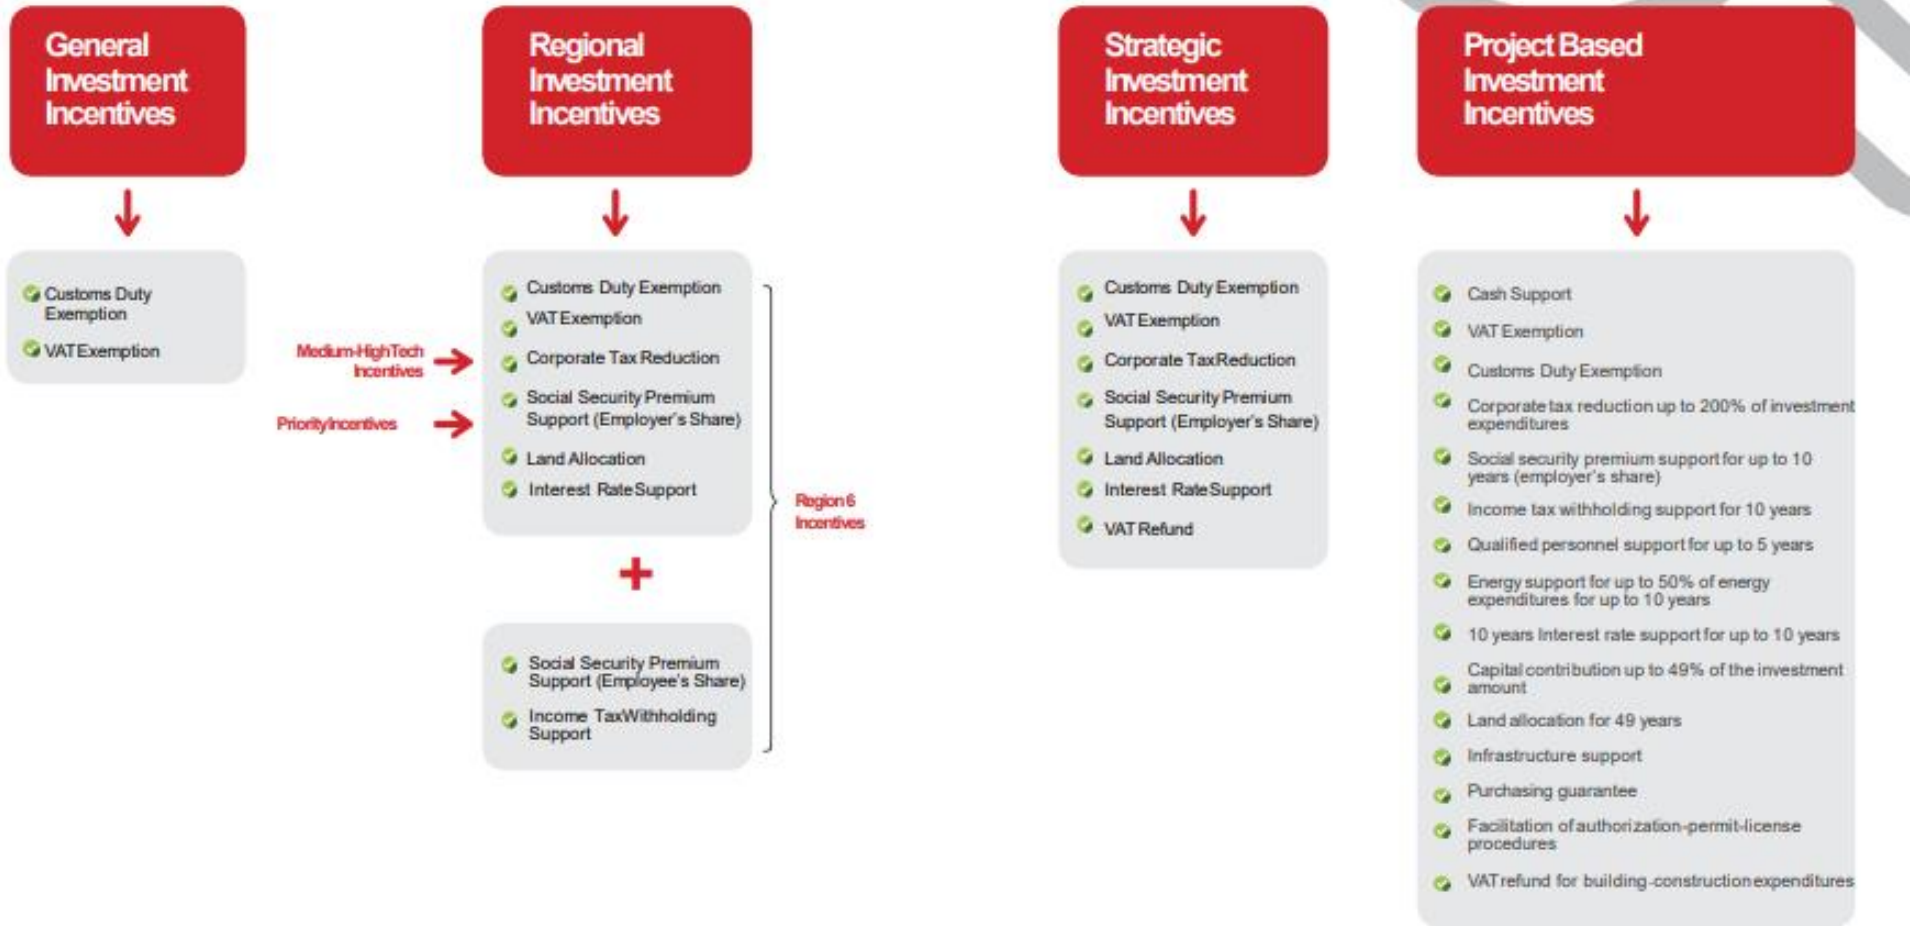 General
Investment
Incentives
Customs Duty
Exemption
VAT Exemption
Regional
Investment
Incentives
Medium-High Tech
Incentives
Priority Incentives
Customs Duty Exemption
VAT Exemption
Corporate Tax Reduction
Social Security Premium
Support (Employer's Share)
Land Allocation
Interest Rate Support
+
Social Security Premium
Support (Employee's Share)
Income Tax Withholding
Support
Region 6
Incentives
Strategic
Investment
Incentives
Customs Duty Exemption
VAT Exemption
Corporate Tax Reduction
Social Security Premium
Support (Employer's Share)
Land Allocation
Interest Rate Support
VAT Refund
Project Based
Investment
Incentives
Cash Support
VAT Exemption
Customs Duty Exemption
Corporate tax reduction up to 200% of investment
expenditures
Social security premium support for up to 10
years (employer's share)
Income tax withholding support for 10 years
Qualified personnel support for up to 5 years
Energy support for up to 50% of energy
expenditures for up to 10 years
10 years Interest rate support for up to 10 years
Capital contribution up to 49% of the investment
amount
Land allocation for 49 years
Infrastructure support
Purchasing guarantee
Facilitation of authorization-permit-license
procedures
VAT refund for building-construction expenditures